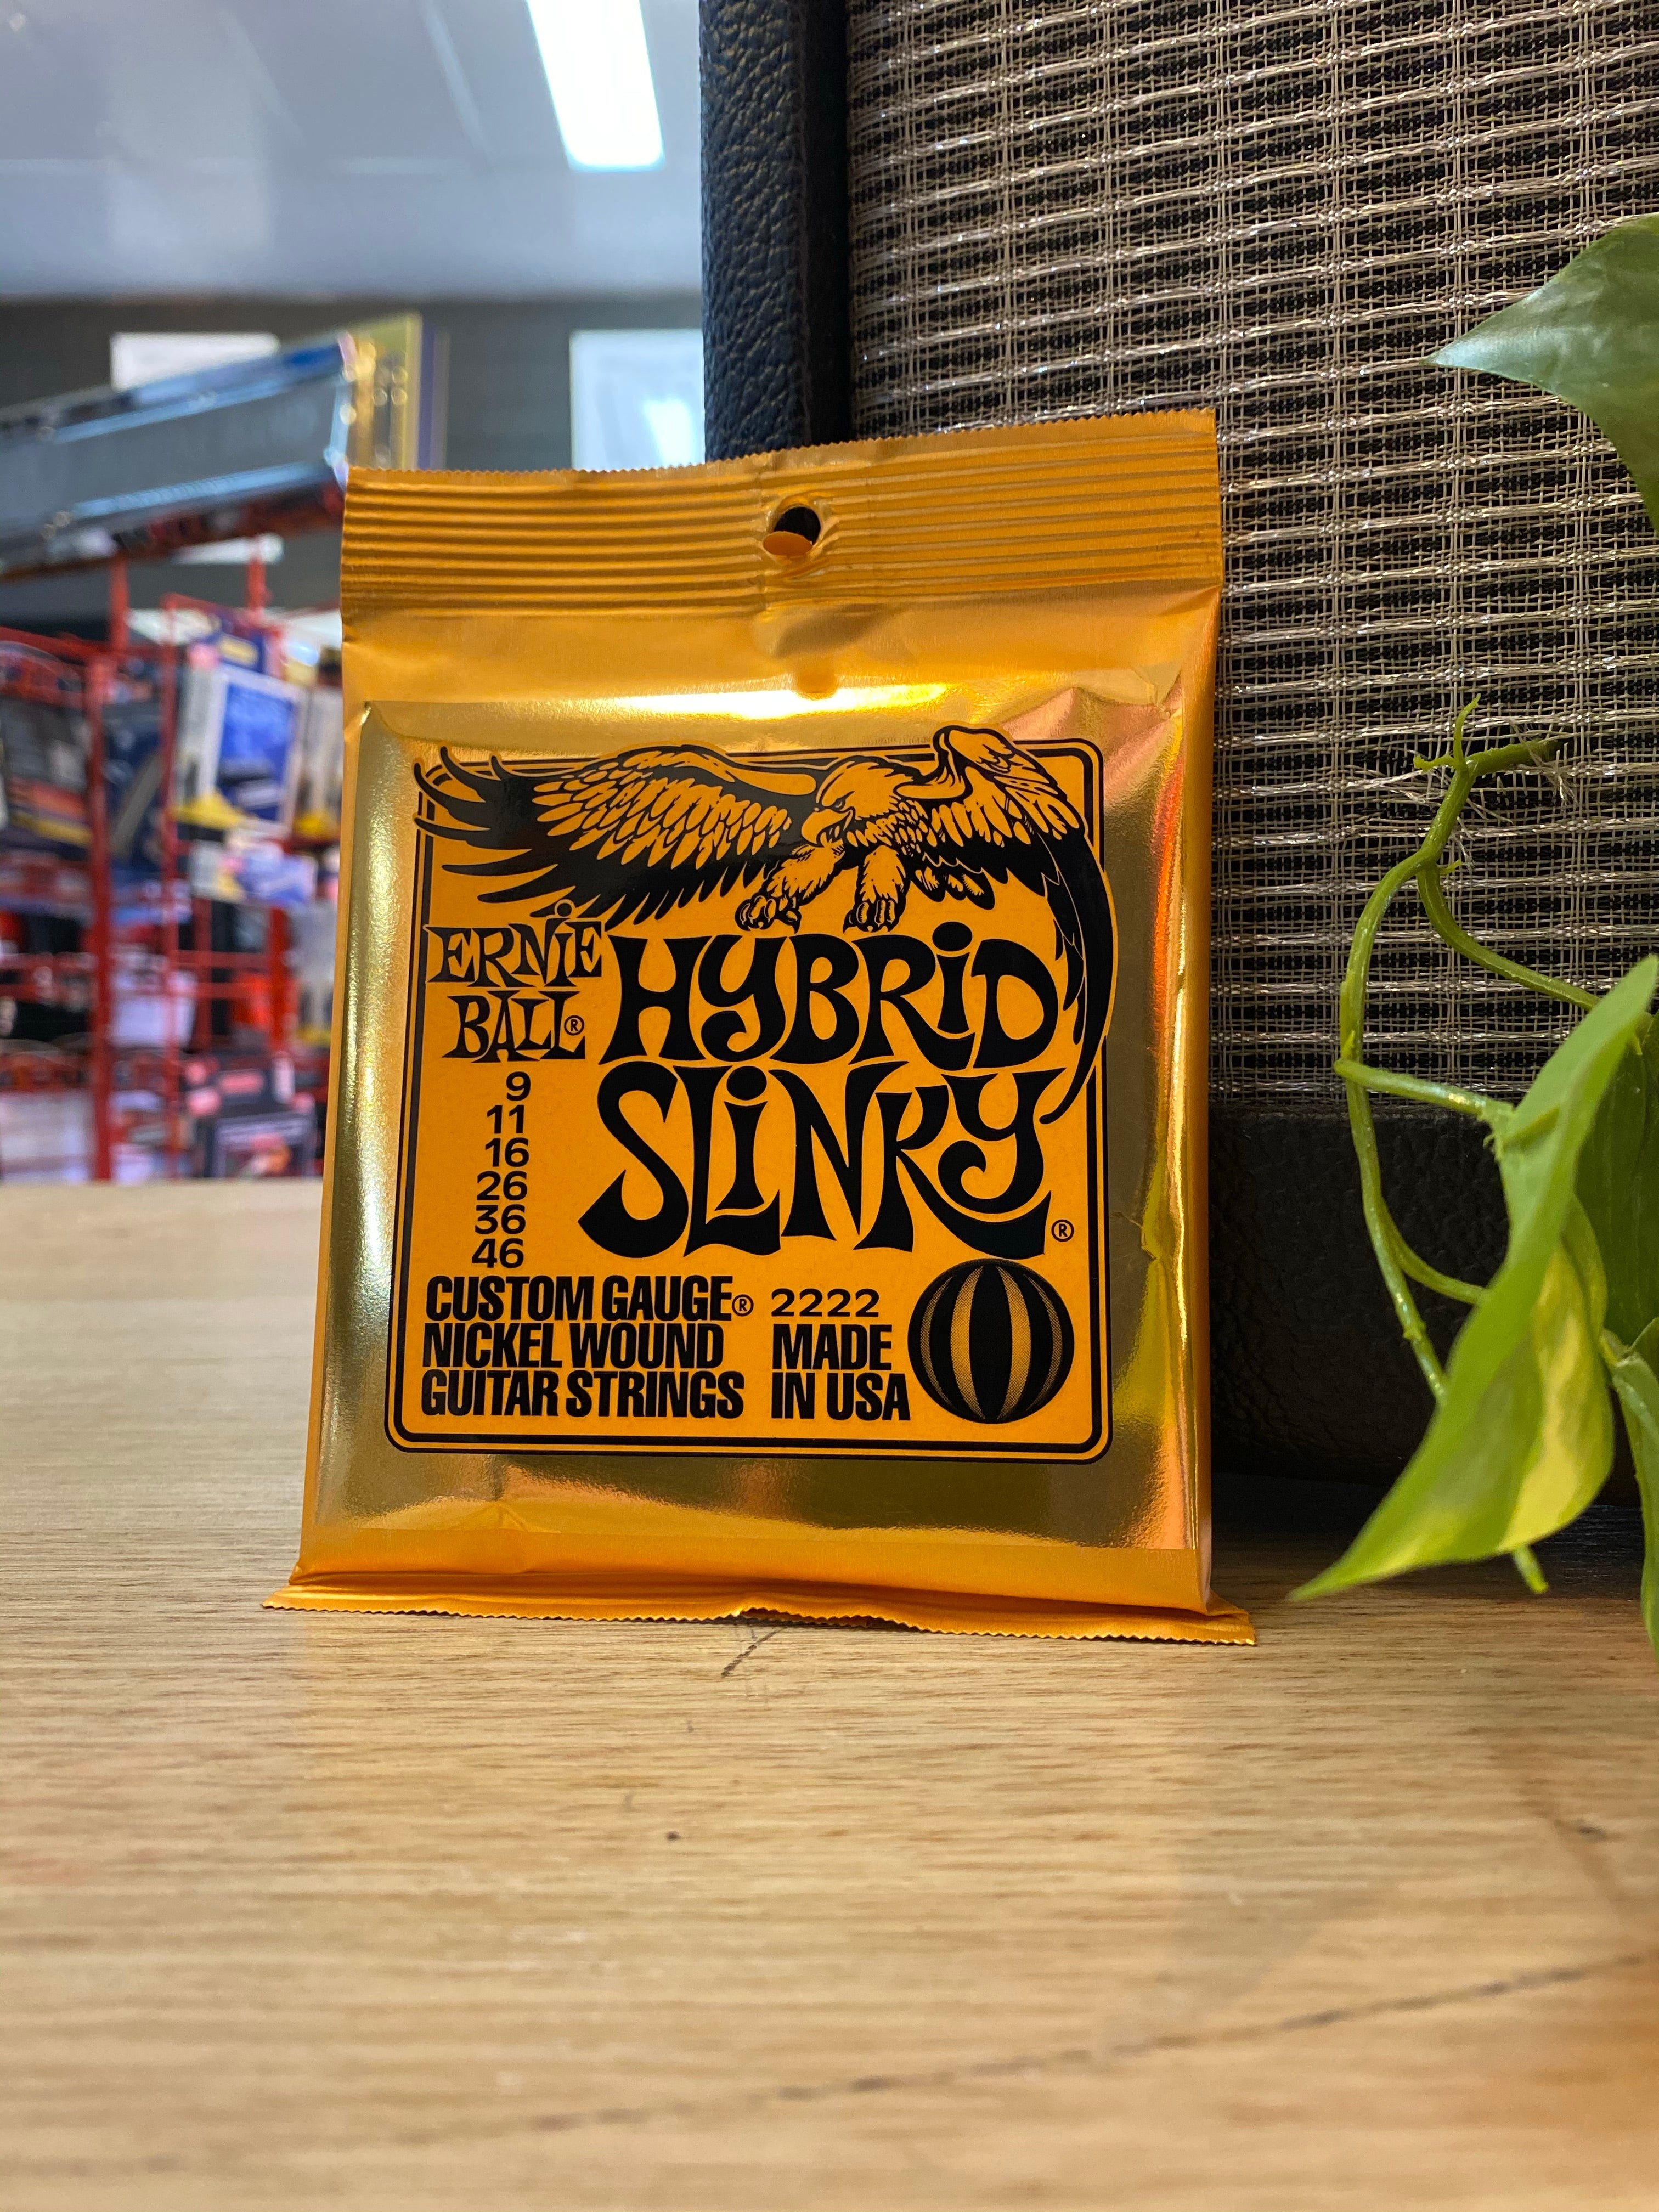 ERNIE
BALL®
HYBRID
SLINKY®
9
11
16
26
36
46
CUSTOM GAUGE®
NICKEL WOUND
GUITAR STRINGS
2222
MADE
IN USA